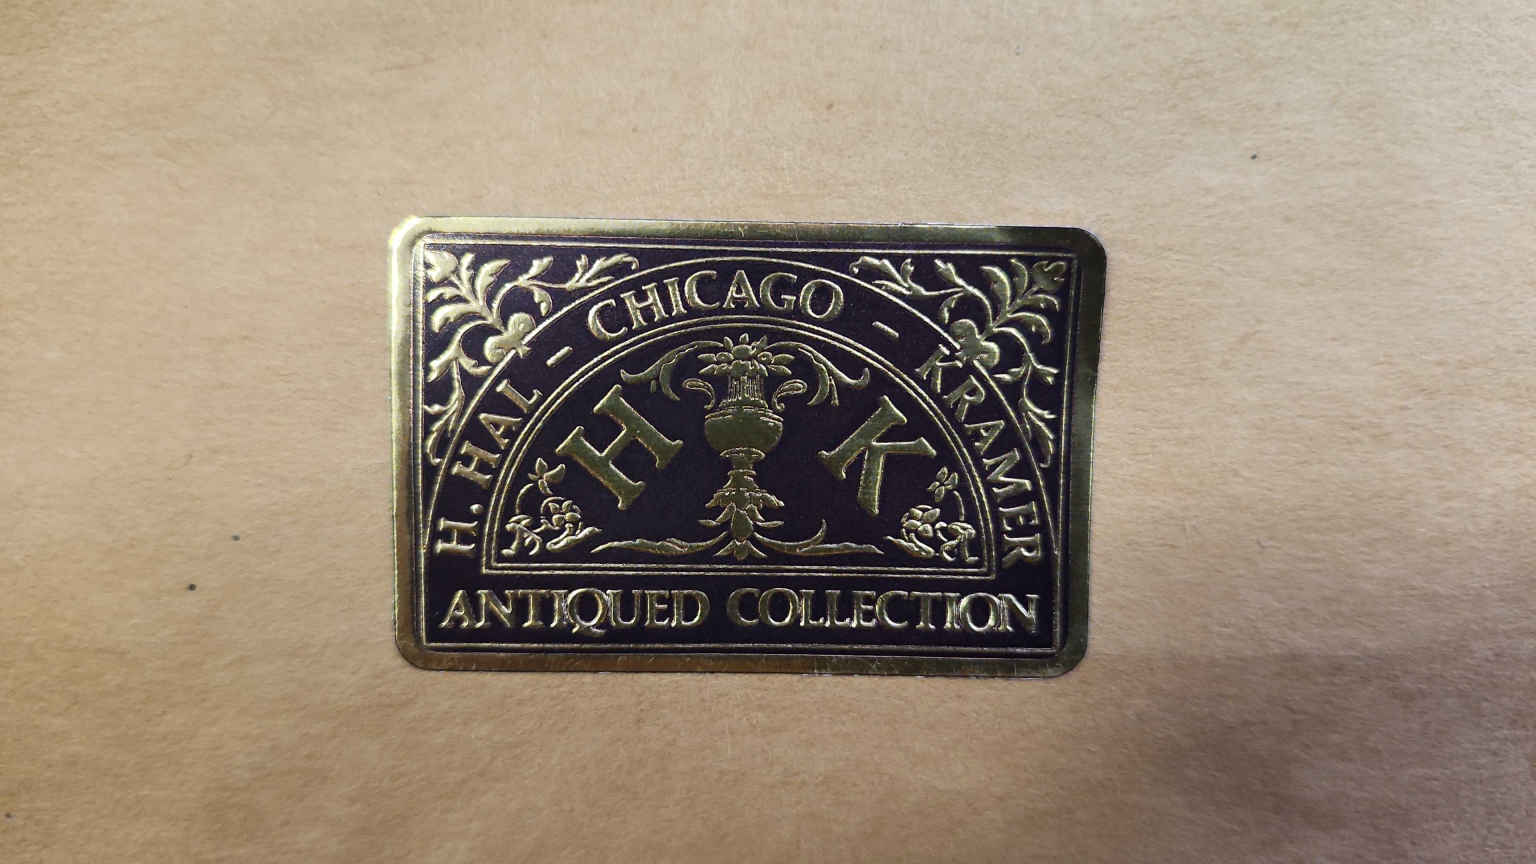 H. HAL - CHICAGO - KRAMER
H K
ANTIQUED COLLECTION